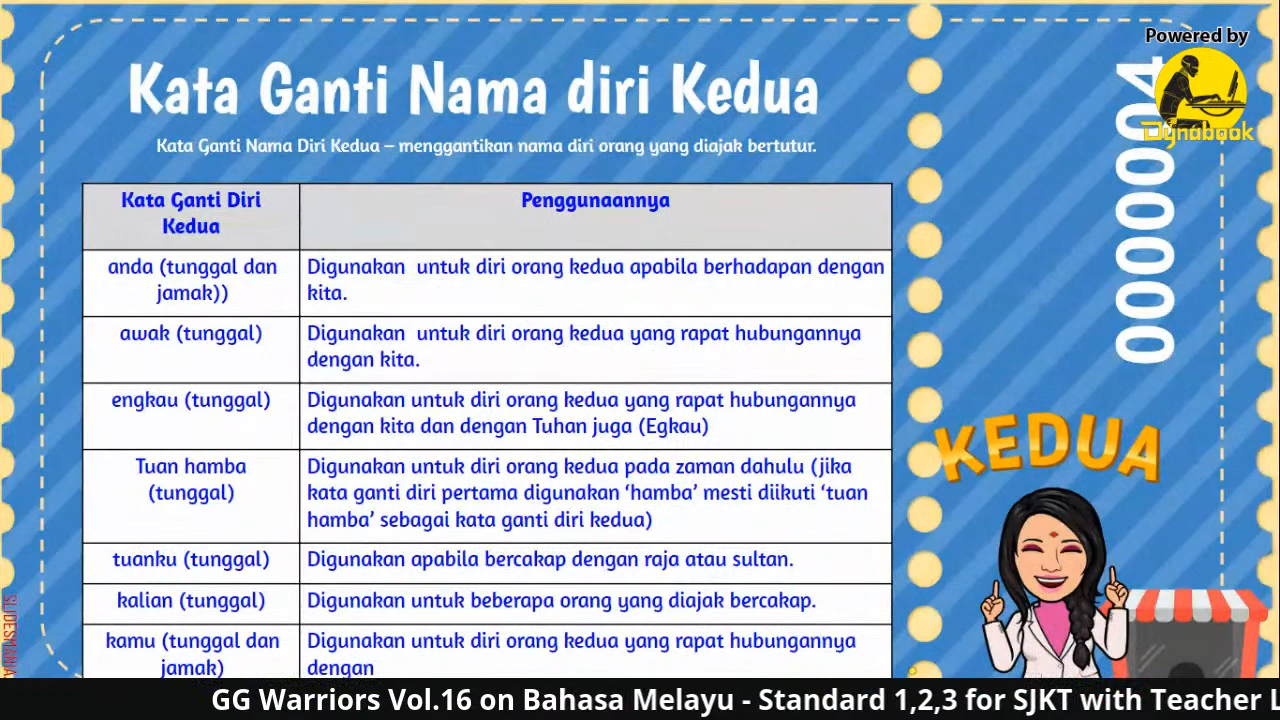 Powered by
Dynabook
0000004
Kata Ganti Nama diri Kedua
Kata Ganti Nama Diri Kedua – menggantikan nama diri orang yang diajak bertutur.
Kata Ganti Diri
Kedua
Penggunaannya
anda (tunggal dan
jamak))
Digunakan  untuk diri orang kedua apabila berhadapan dengan
kita.
awak (tunggal)
Digunakan  untuk diri orang kedua yang rapat hubungannya
dengan kita.
engkau (tunggal)
Digunakan untuk diri orang kedua yang rapat hubungannya
dengan kita dan dengan Tuhan juga (Egkau)
Tuan hamba
(tunggal)
Digunakan untuk diri orang kedua pada zaman dahulu (jika
kata ganti diri pertama digunakan ‘hamba’ mesti diikuti ‘tuan
hamba’ sebagai kata ganti diri kedua)
tuanku (tunggal)
Digunakan apabila bercakap dengan raja atau sultan.
kalian (tunggal)
Digunakan untuk beberapa orang yang diajak bercakap.
kamu (tunggal dan
jamak)
Digunakan untuk diri orang kedua yang rapat hubungannya
dengan
KEDUA
SLIDESMANIA
GG Warriors Vol.16 on Bahasa Melayu - Standard 1,2,3 for SJKT with Teacher L